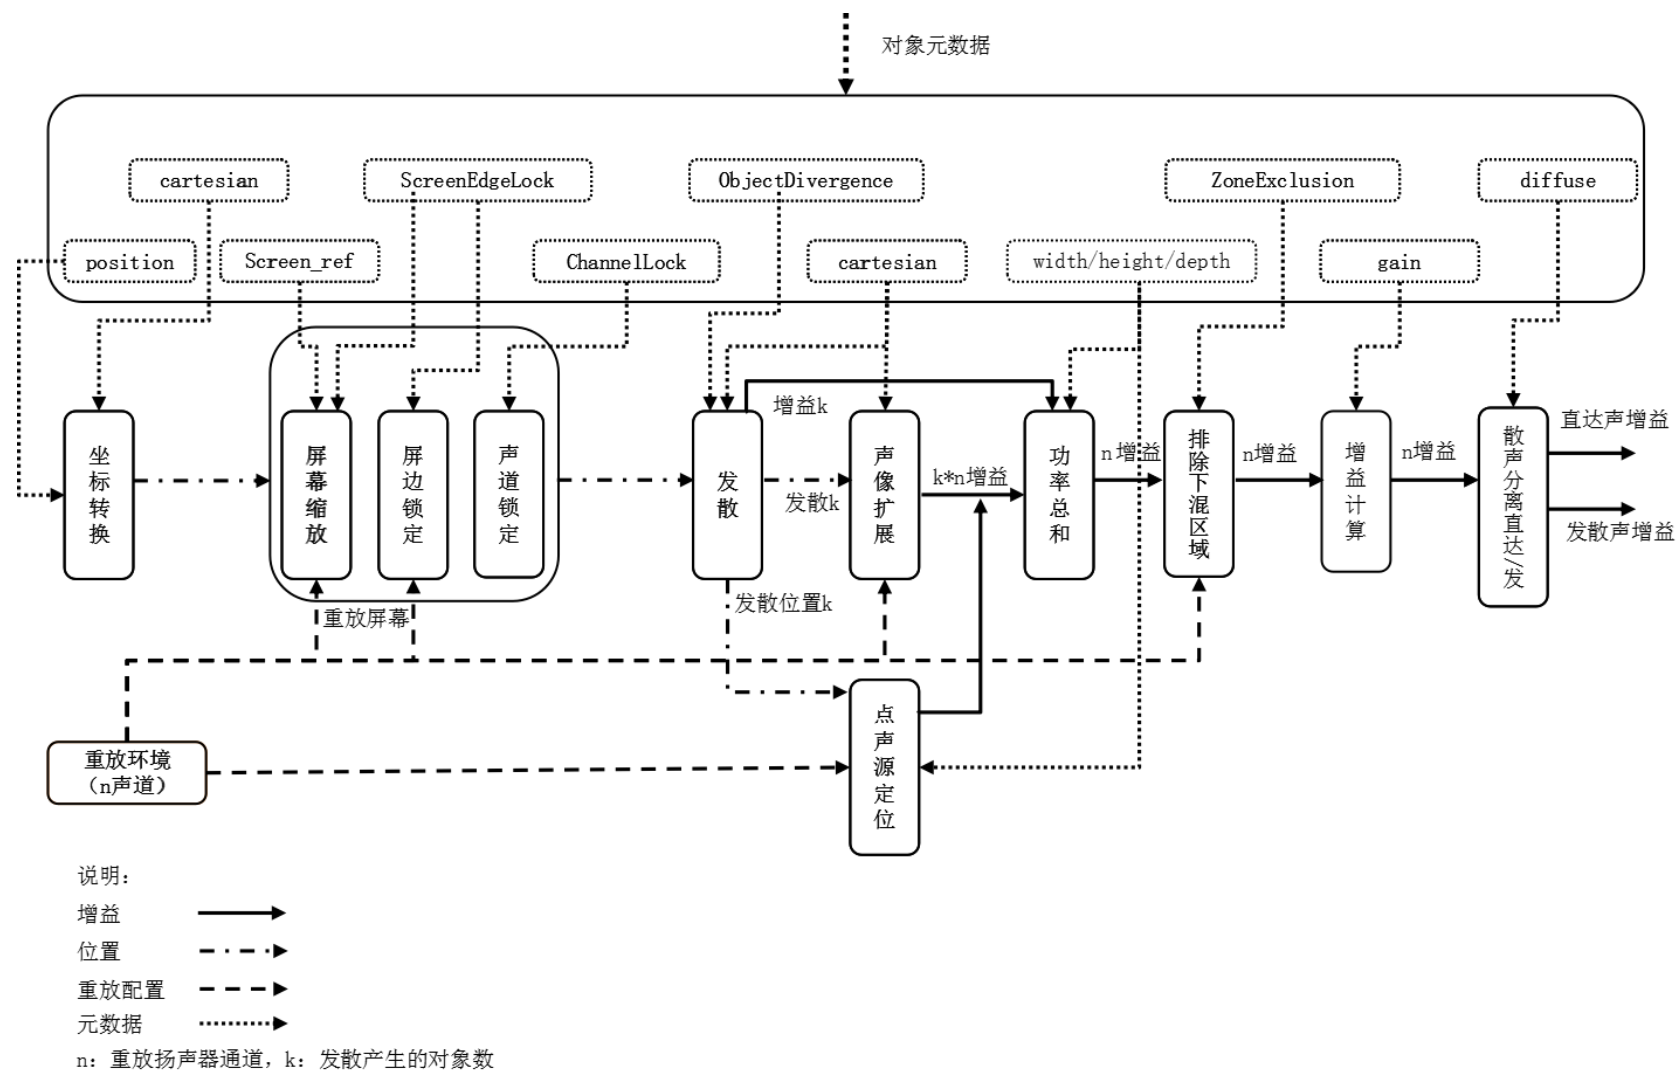 对象元数据
cartesian
ScreenEdgeLock
ObjectDivergence
ZoneExclusion
diffuse
position
Screen_ref
ChannelLock
cartesian
width/height/depth
gain
坐标转换
屏幕缩放
屏边锁定
声道锁定
发散
声像扩展
功率总和
排除下混区域
增益计算
散声分离直达/发
增益k
发散k
k*n增益
n增益
n增益
n增益
直达声增益
发散声增益
重放屏幕
发散位置k
点声源定位
重放环境
（n声道）
说明：
增益
位置
重放配置
元数据
n：重放扬声器通道，k：发散产生的对象数